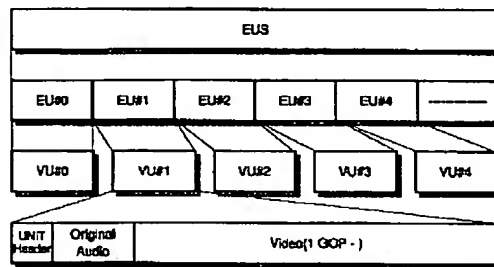 EUS
EU#0 EU#1 EU#2 EU#3 EU#4
VU#0 VU#1 VU#2 VU#3 VU#4
UNIT Header Original Audio Video(1 GOP - )